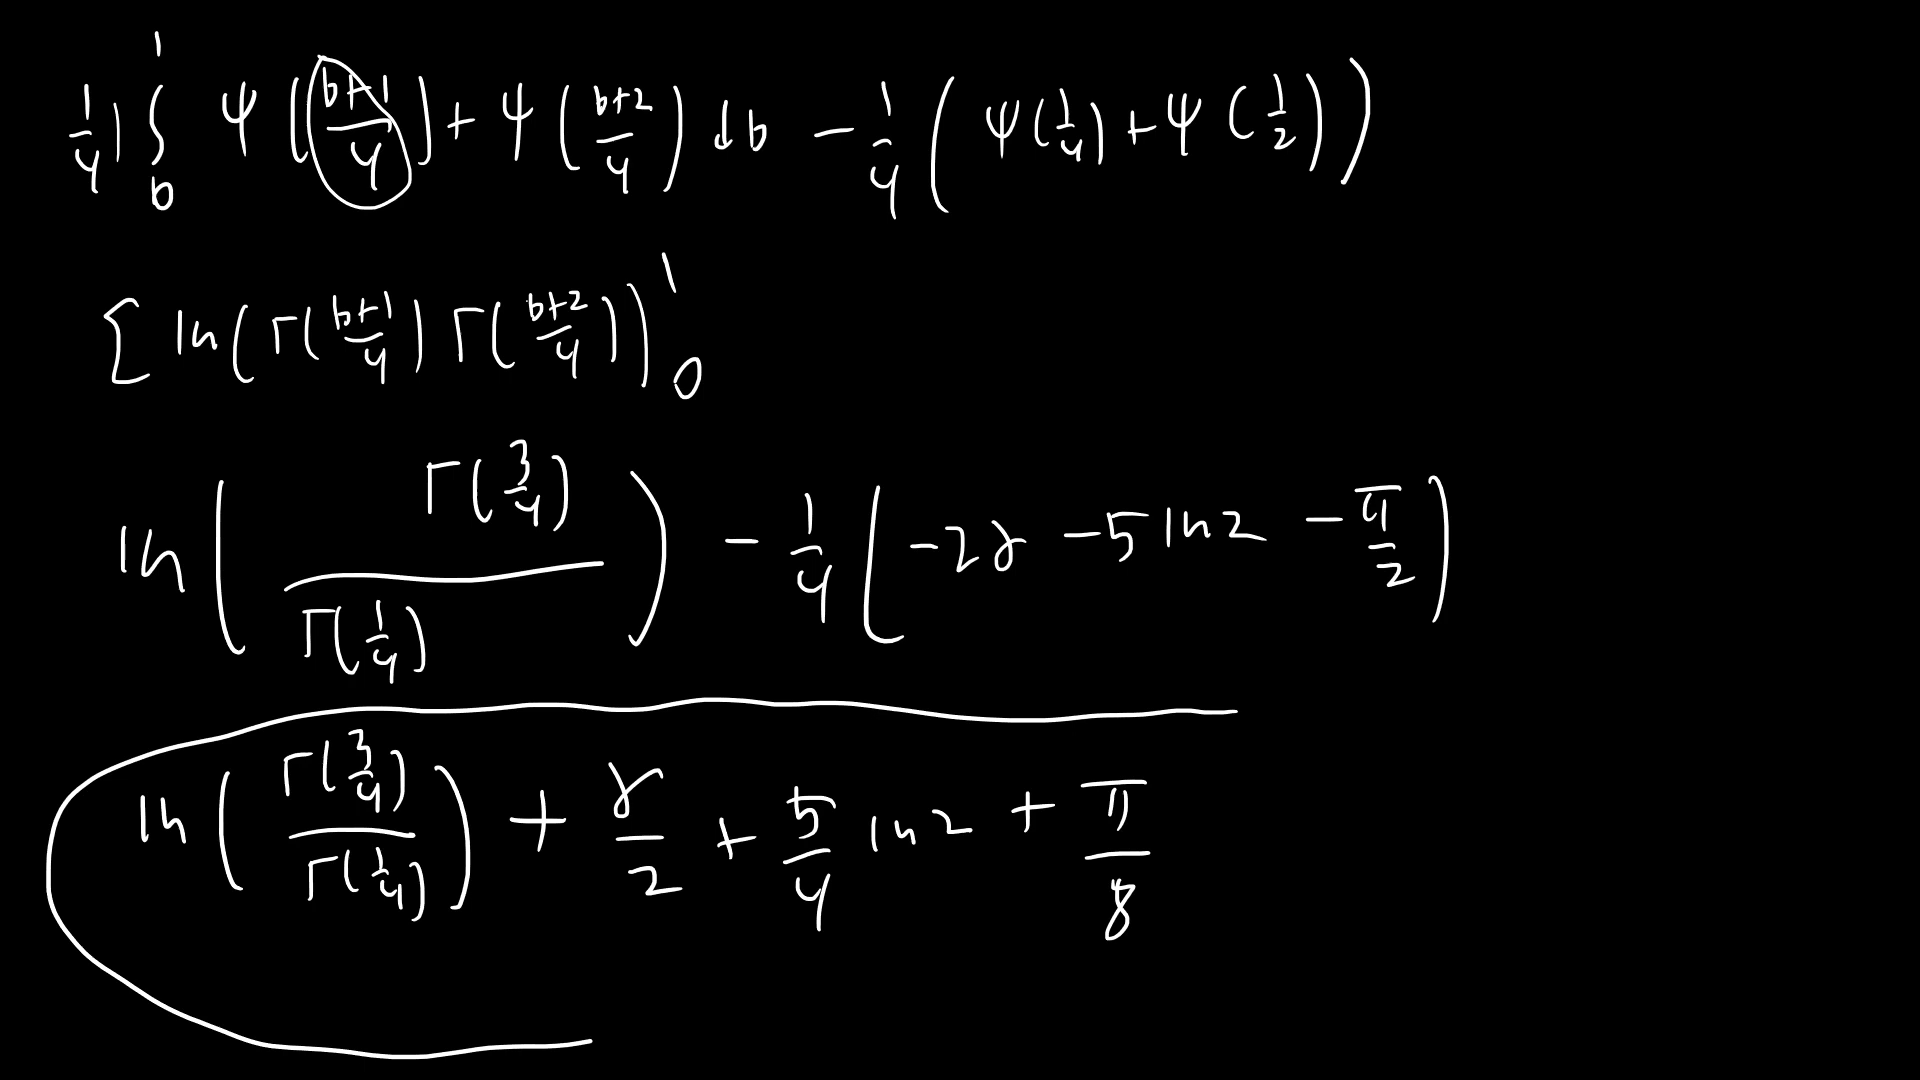 1/4 ∫₀¹ ψ((b+1)/4) + ψ((b+2)/4) db − 1/4 (ψ(1/4) + ψ(1/2))
[ln(Γ((b+1)/4) Γ((b+2)/4))]₀¹
ln(Γ(3/4) / Γ(1/4)) − 1/4 (−2γ − 5 ln 2 − π/2)
ln(Γ(3/4) / Γ(1/4)) + γ/2 + 5/4 ln 2 + π/8